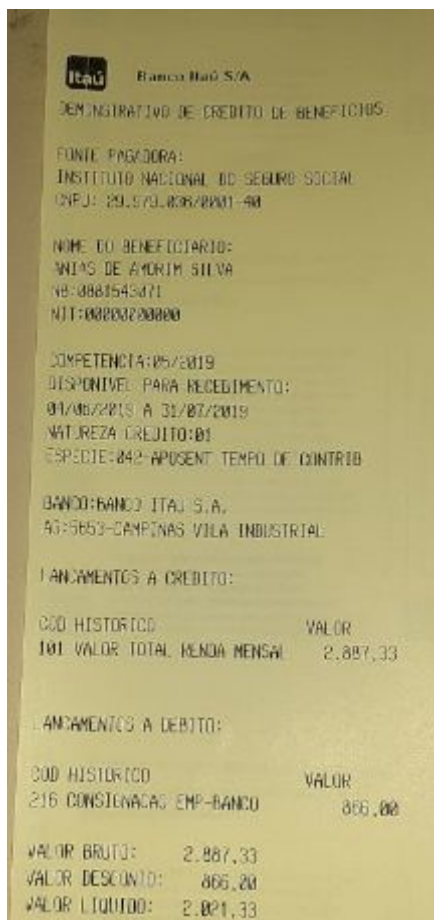 Itaú Banco Itaú S/A
DEMONSTRATIVO DE CREDITO DE BENEFICIOS
FONTE PAGADORA:
INSTITUTO NACIONAL DO SEGURO SOCIAL
CNPJ: 29.979.036/0001-40
NOME DO BENEFICIARIO:
ANIAS DE AMORIM SILVA
NB:0881543071
NIT:00000000000
COMPETENCIA:05/2019
DISPONIVEL PARA RECEBIMENTO:
04/06/2019 A 31/07/2019
NATUREZA CREDITO:01
ESPECIE:042-APOSENT TEMPO DE CONTRIB
BANCO:BANCO ITAU S.A.
AG:5653-CAMPINAS VILA INDUSTRIAL
LANCAMENTOS A CREDITO:
COD HISTORICO VALOR
101 VALOR TOTAL RENDA MENSAL 2.887,33
LANCAMENTOS A DEBITO:
COD HISTORICO VALOR
216 CONSIGNACAO EMP-BANCO 866,00
VALOR BRUTO: 2.887,33
VALOR DESCONTO: 866,00
VALOR LIQUIDO: 2.021,33